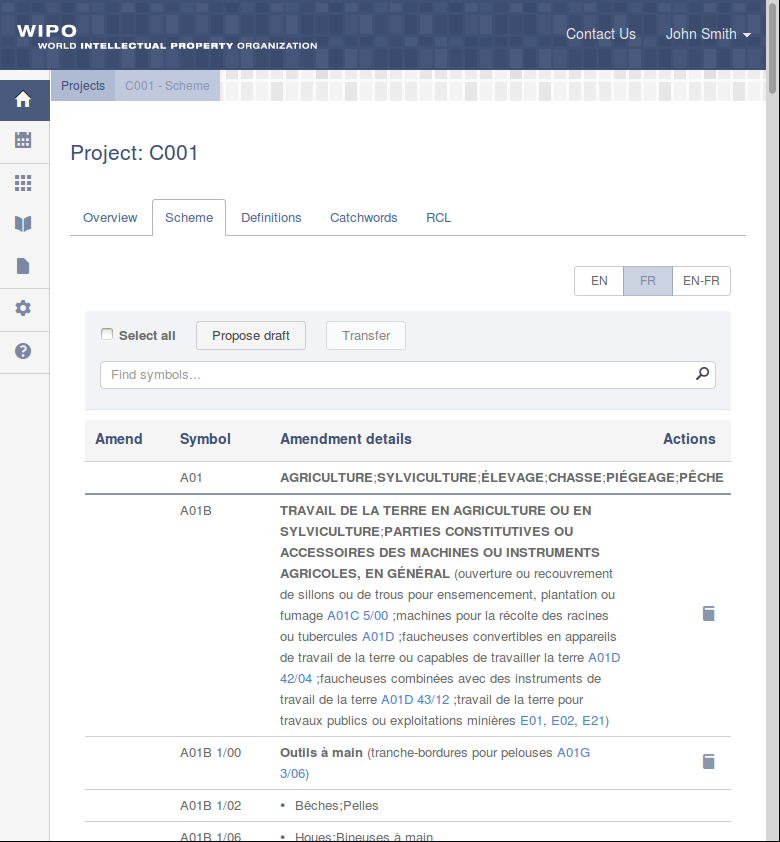 WIPO
WORLD INTELLECTUAL PROPERTY ORGANIZATION
Contact Us
John Smith
Projects
C001 - Scheme
Project: C001
Overview
Scheme
Definitions
Catchwords
RCL
EN
FR
EN-FR
Select all
Propose draft
Transfer
Find symbols...
Amend
Symbol
Amendment details
Actions
A01
AGRICULTURE;SYLVICULTURE;ÉLEVAGE;CHASSE;PIÉGEAGE;PÊCHE
A01B
TRAVAIL DE LA TERRE EN AGRICULTURE OU EN
SYLVICULTURE;PARTIES CONSTITUTIVES OU
ACCESSOIRES DES MACHINES OU INSTRUMENTS
AGRICOLES, EN GÉNÉRAL (ouverture ou recouvrement
de sillons ou de trous pour ensemencement, plantation ou
fumage A01C 5/00 ;machines pour la récolte des racines
ou tubercules A01D ;faucheuses convertibles en appareils
de travail de la terre ou capables de travailler la terre A01D
42/04 ;faucheuses combinées avec des instruments de
travail de la terre A01D 43/12 ;travail de la terre pour
travaux publics ou exploitations minières E01, E02, E21)
A01B 1/00
Outils à main (tranche-bordures pour pelouses A01G
3/06)
A01B 1/02
• Bêches;Pelles
A01B 1/06
• Houes;Bineuses à main